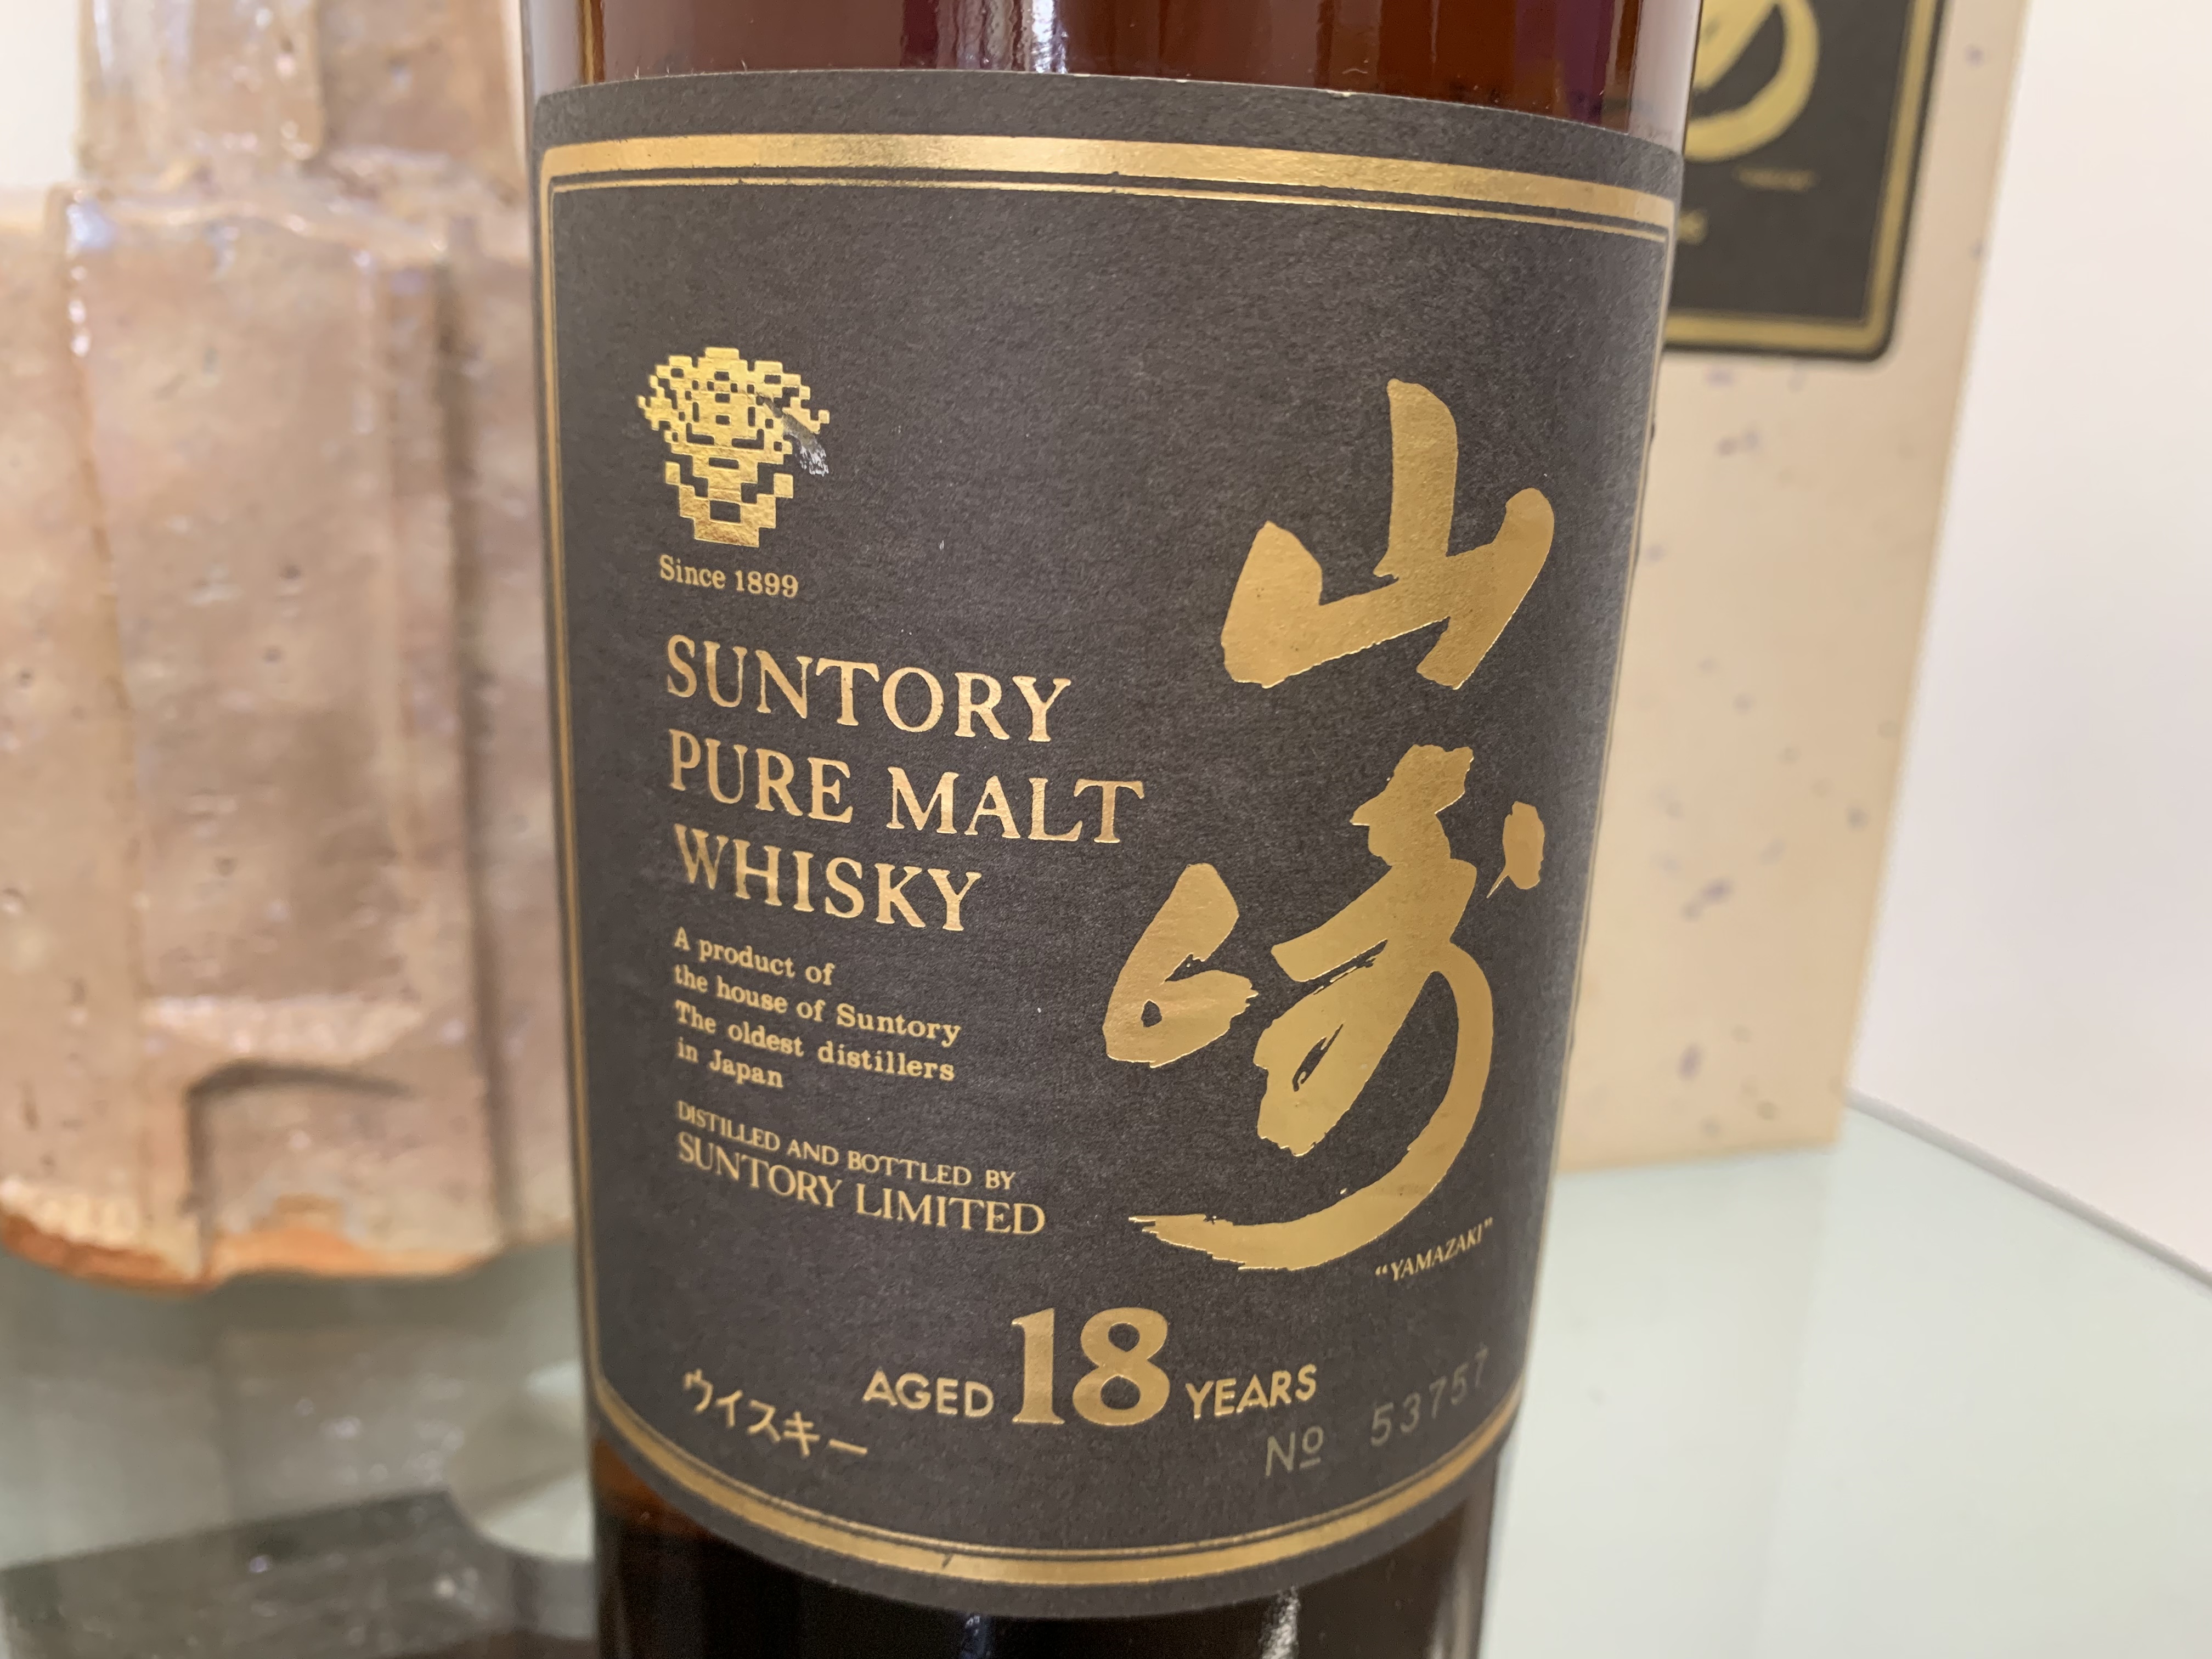 Since 1899
SUNTORY
PURE MALT
WHISKY
A product of
the house of Suntory
The oldest distillers
in Japan
DISTILLED AND BOTTLED BY
SUNTORY LIMITED
山崎
“YAMAZAKI”
AGED 18 YEARS
ウイスキー
№ 53757